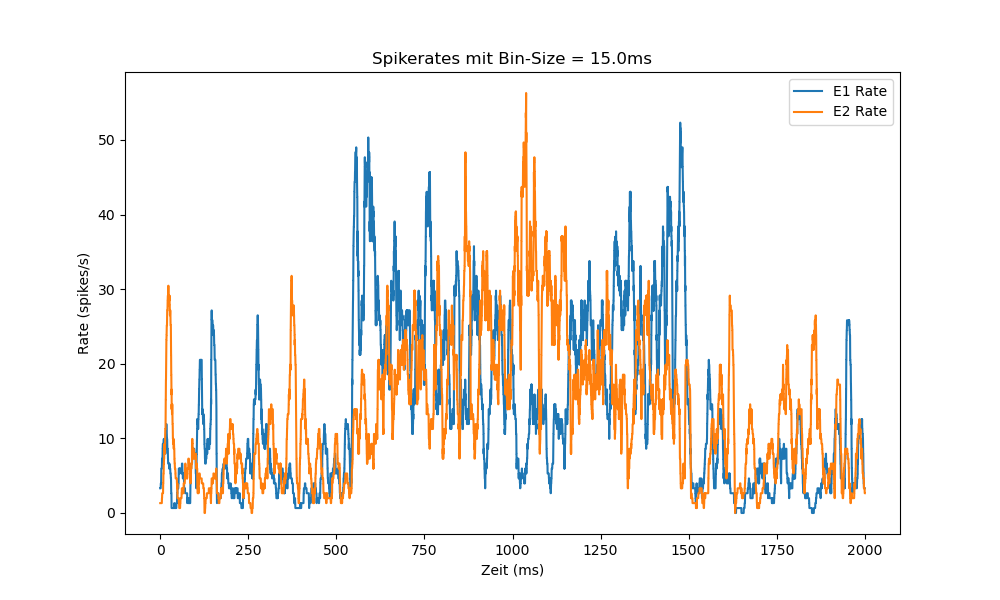 Spikerates mit Bin-Size = 15.0ms
E1 Rate
E2 Rate
Rate (spikes/s)
50
40
30
20
10
0
0 250 500 750 1000 1250 1500 1750 2000
Zeit (ms)